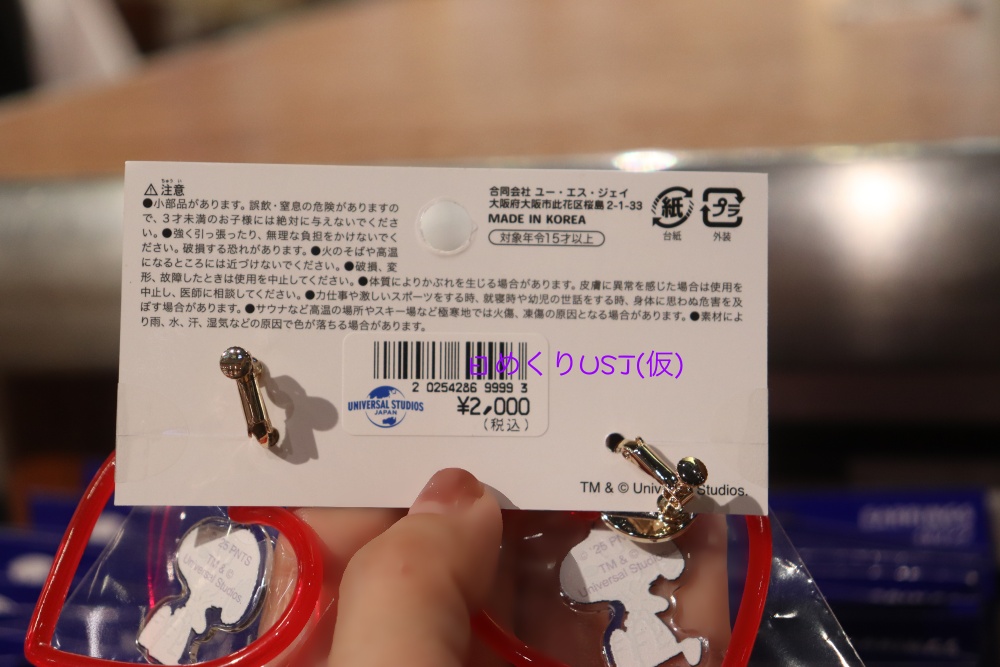 ちゅうい
⚠注意
●小部品があります。誤飲・窒息の危険がありますの
で、3才未満のお子様には絶対に与えないでくださ
い。●強く引っ張ったり、無理な負担をかけないでく
ださい。破損する恐れがあります。●火のそばや高温
になるところには近づけないでください。●破損、変
形、故障したときは使用を中止してください。●体質によりかぶれを生じる場合があります。皮膚に異常を感じた場合は使用を
中止し、医師に相談してください。●力仕事や激しいスポーツをする時、就寝時や幼児の世話をする時、身体に思わぬ危害を及
ぼす場合があります。●サウナなど高温の場所やスキー場など極寒地では火傷、凍傷の原因となる場合があります。●素材によ
り雨、水、汗、湿気などの原因で色が落ちる場合があります。
合同会社 ユー・エス・ジェイ
大阪府大阪市此花区桜島 2-1-33
MADE IN KOREA
対象年令15才以上
紙
台紙
プラ
外装
日めくりUSJ(仮)
2 0254286 9999 3
UNIVERSAL STUDIOS
JAPAN
¥2,000
(税込)
TM & © Studios.
'25 PNTS
TM & ©
Universal Studios.
© '25 PNTS
TM & ©
Universal Studios